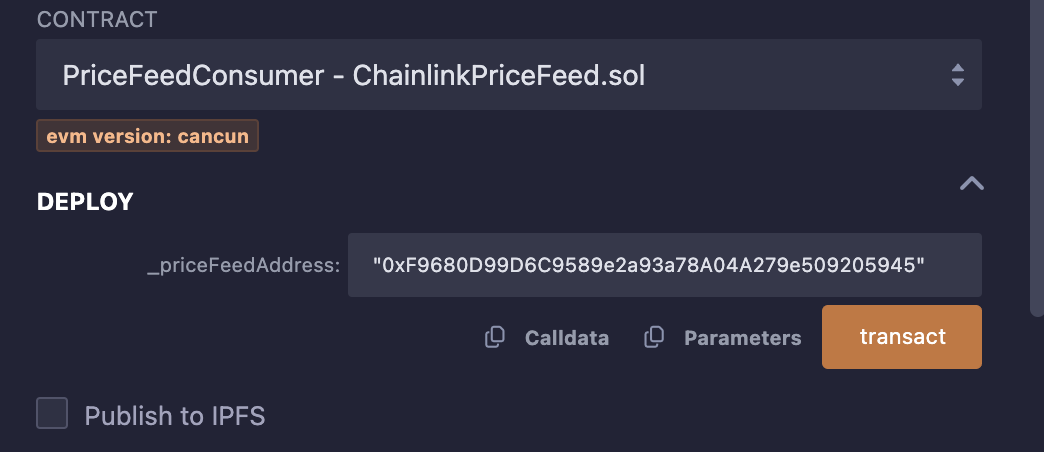 CONTRACT
PriceFeedConsumer - ChainlinkPriceFeed.sol
evm version: cancun
DEPLOY
_priceFeedAddress: "0xF9680D99D6C9589e2a93a78A04A279e509205945"
Calldata Parameters transact
Publish to IPFS